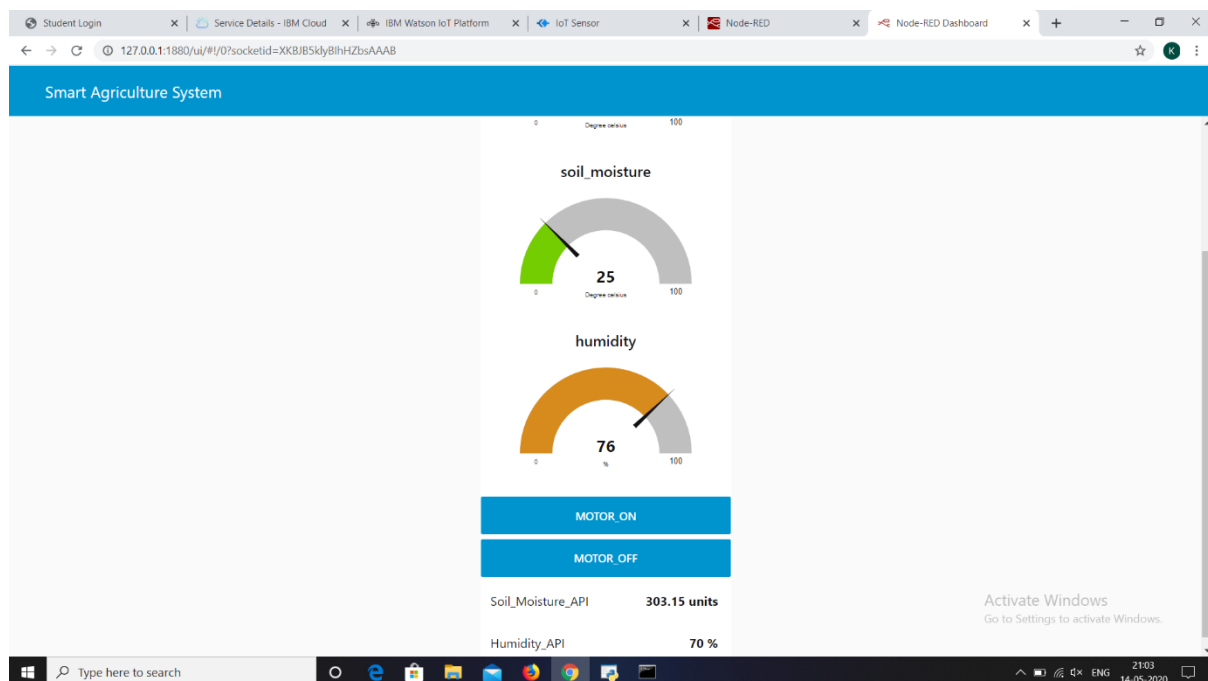 Student Login
Service Details - IBM Cloud
IBM Watson IoT Platform
IoT Sensor
Node-RED
Node-RED Dashboard
127.0.0.1:1880/ui/#!/0?socketid=XKBJB5klyBlhHZbsAAAB
K
Smart Agriculture System
0 Degree celsius 100
soil_moisture
25
0 Degree celsius 100
humidity
76
0 % 100
MOTOR_ON
MOTOR_OFF
Soil_Moisture_API 303.15 units
Humidity_API 70 %
Activate Windows
Go to Settings to activate Windows.
Type here to search
ENG
21:03
14-05-2020